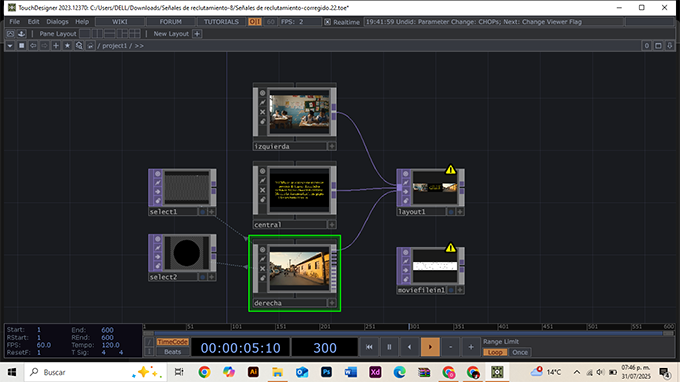 TouchDesigner 2023.12370: C:/Users/DELL/Downloads/Señales de reclutamiento-8/Señales de reclutamiento-corregido.22.toe*
File Edit Dialogs Help WIKI FORUM TUTORIALS OII FPS: 2 Realtime 19:41:59 Undid: Parameter Change: CHOPs; Next: Change Viewer Flag
Pane Layout New Layout +
/ project1 / >> 0
izquierda
select1
central
layout1
select2
derecha
moviefilein1
Start: 1 End: 600
RStart: 1 REnd: 600
FPS: 60.0 Tempo: 120.0
ResetF: 1 T Sig: 4 4
1 51 101 151 201 251 301 351 401 451 501 551 600
TimeCode
Beats
00:00:05:10
300
Range Limit
Loop Once
Buscar
14°C
07:46 p. m.
31/07/2025